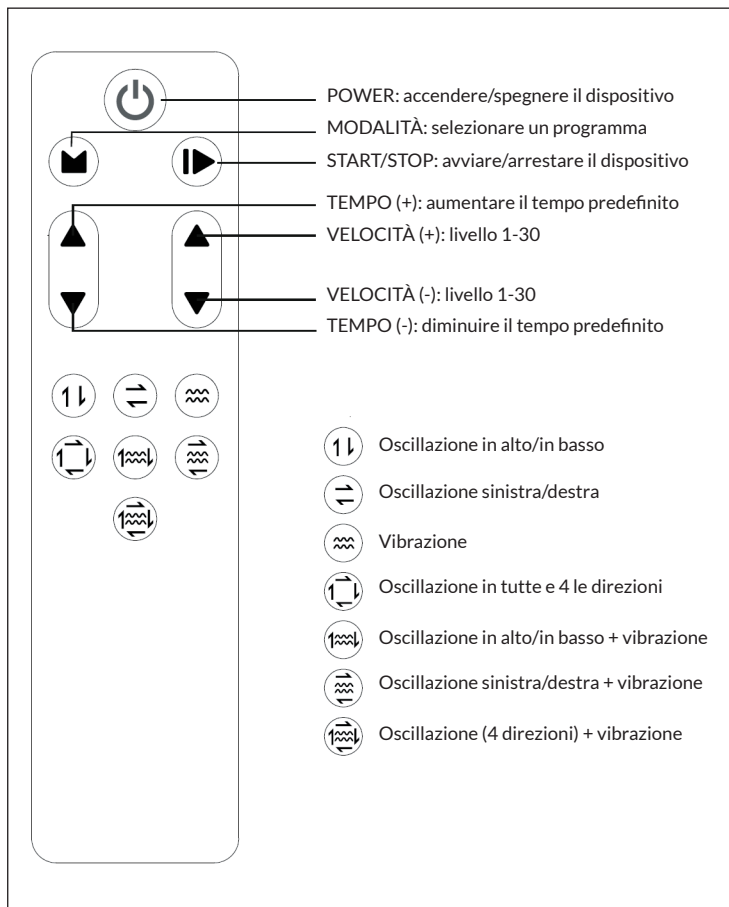 POWER: accendere/spegnere il dispositivo
MODALITÀ: selezionare un programma
START/STOP: avviare/arrestare il dispositivo
TEMPO (+): aumentare il tempo predefinito
VELOCITÀ (+): livello 1-30
VELOCITÀ (-): livello 1-30
TEMPO (-): diminuire il tempo predefinito
Oscillazione in alto/in basso
Oscillazione sinistra/destra
Vibrazione
Oscillazione in tutte e 4 le direzioni
Oscillazione in alto/in basso + vibrazione
Oscillazione sinistra/destra + vibrazione
Oscillazione (4 direzioni) + vibrazione